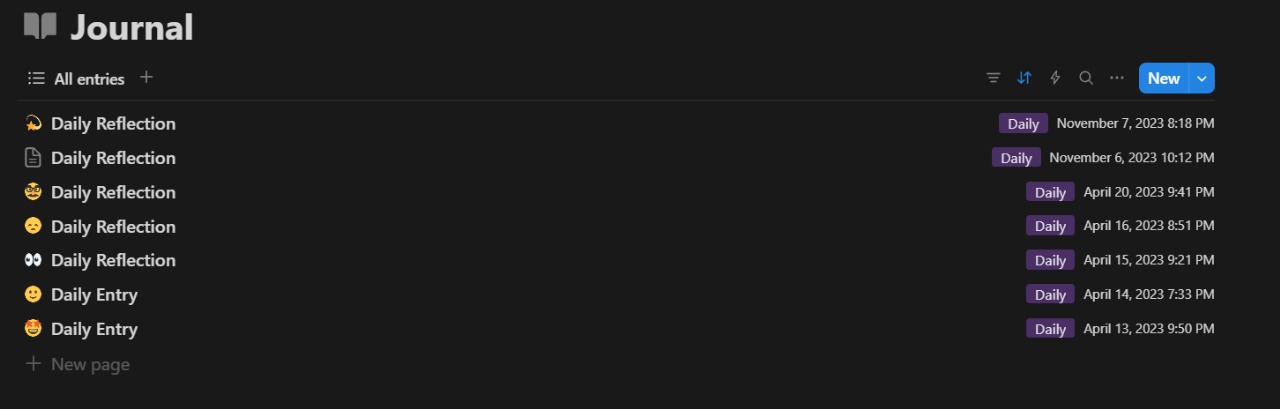 Journal
All entries New
Daily Reflection Daily November 7, 2023 8:18 PM
Daily Reflection Daily November 6, 2023 10:12 PM
Daily Reflection Daily April 20, 2023 9:41 PM
Daily Reflection Daily April 16, 2023 8:51 PM
Daily Reflection Daily April 15, 2023 9:21 PM
Daily Entry Daily April 14, 2023 7:33 PM
Daily Entry Daily April 13, 2023 9:50 PM
New page